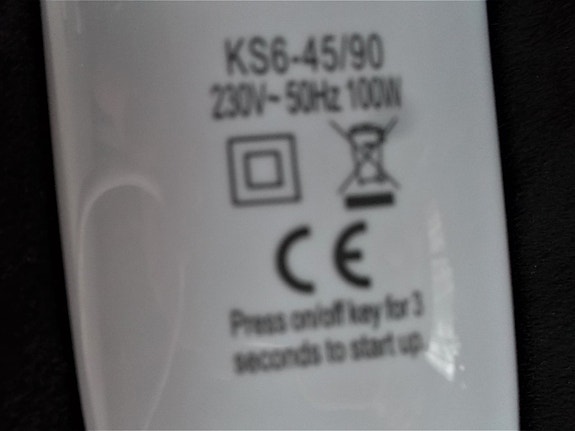 KS6-45/90
230V~ 50Hz 100W
CE
Press on/off key for 3
seconds to start up.